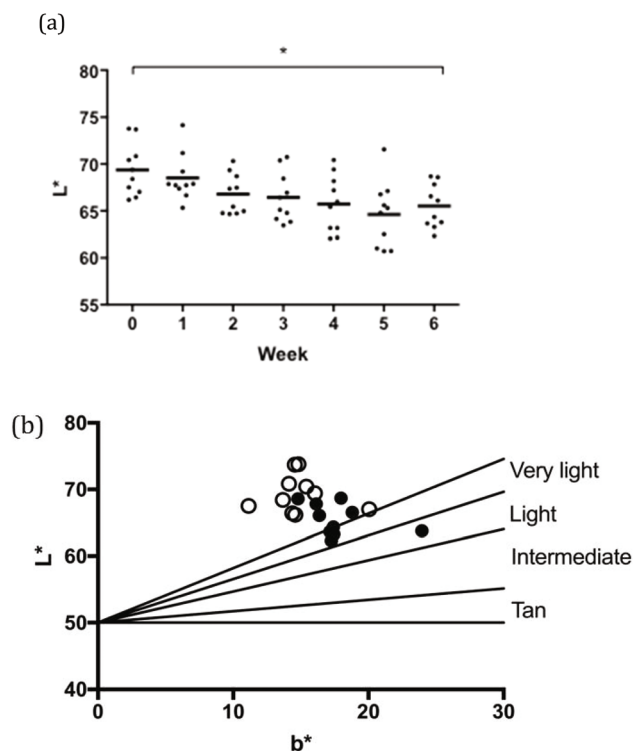 (a)
*
80
75
70
65
60
55
L*
0 1 2 3 4 5 6
Week
(b)
80
70
60
50
40
L*
Very light
Light
Intermediate
Tan
0 10 20 30
b*